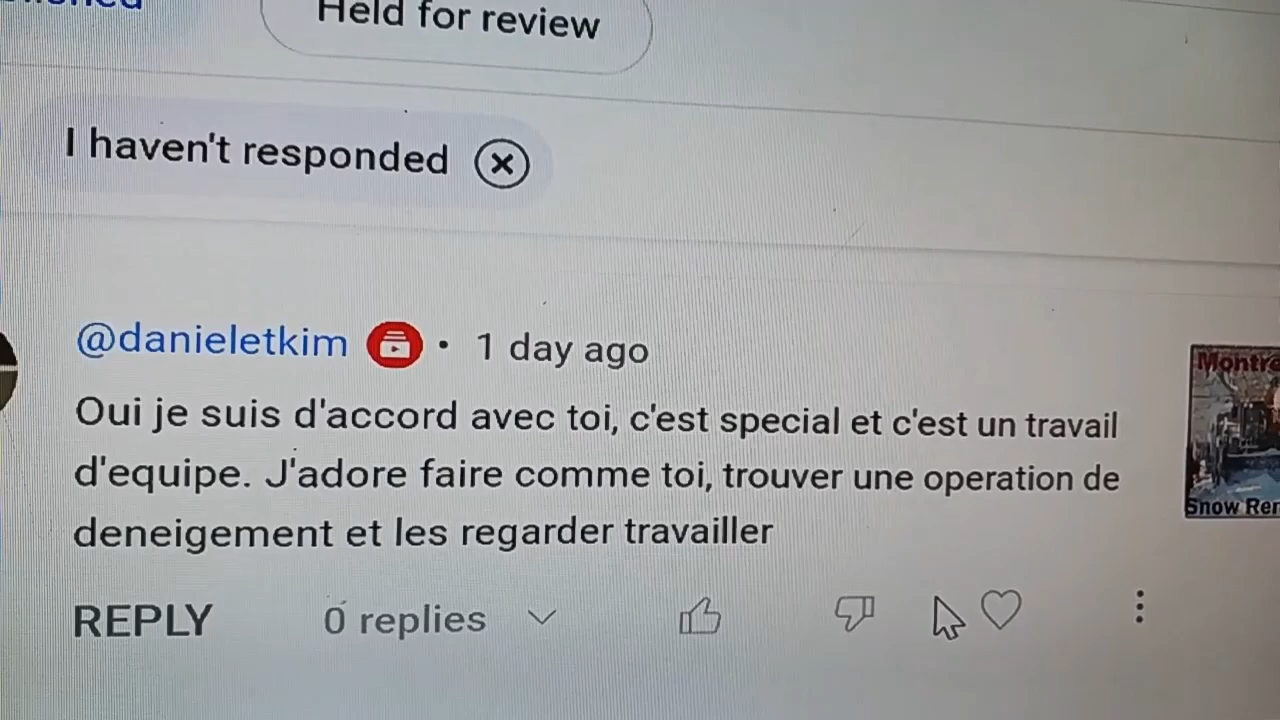 Held for review
I haven't responded
@danieletkim • 1 day ago
Oui je suis d'accord avec toi, c'est special et c'est un travail
d'equipe. J'adore faire comme toi, trouver une operation de
deneigement et les regarder travailler
Montre
Snow Rer
REPLY 0 replies